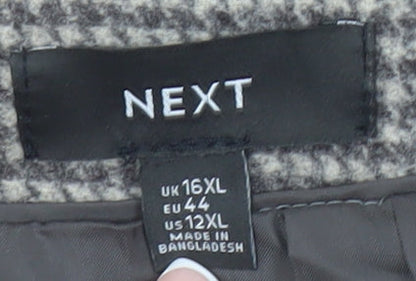 NEXT
UK 16XL
EU 44
US 12XL
MADE IN
BANGLADESH